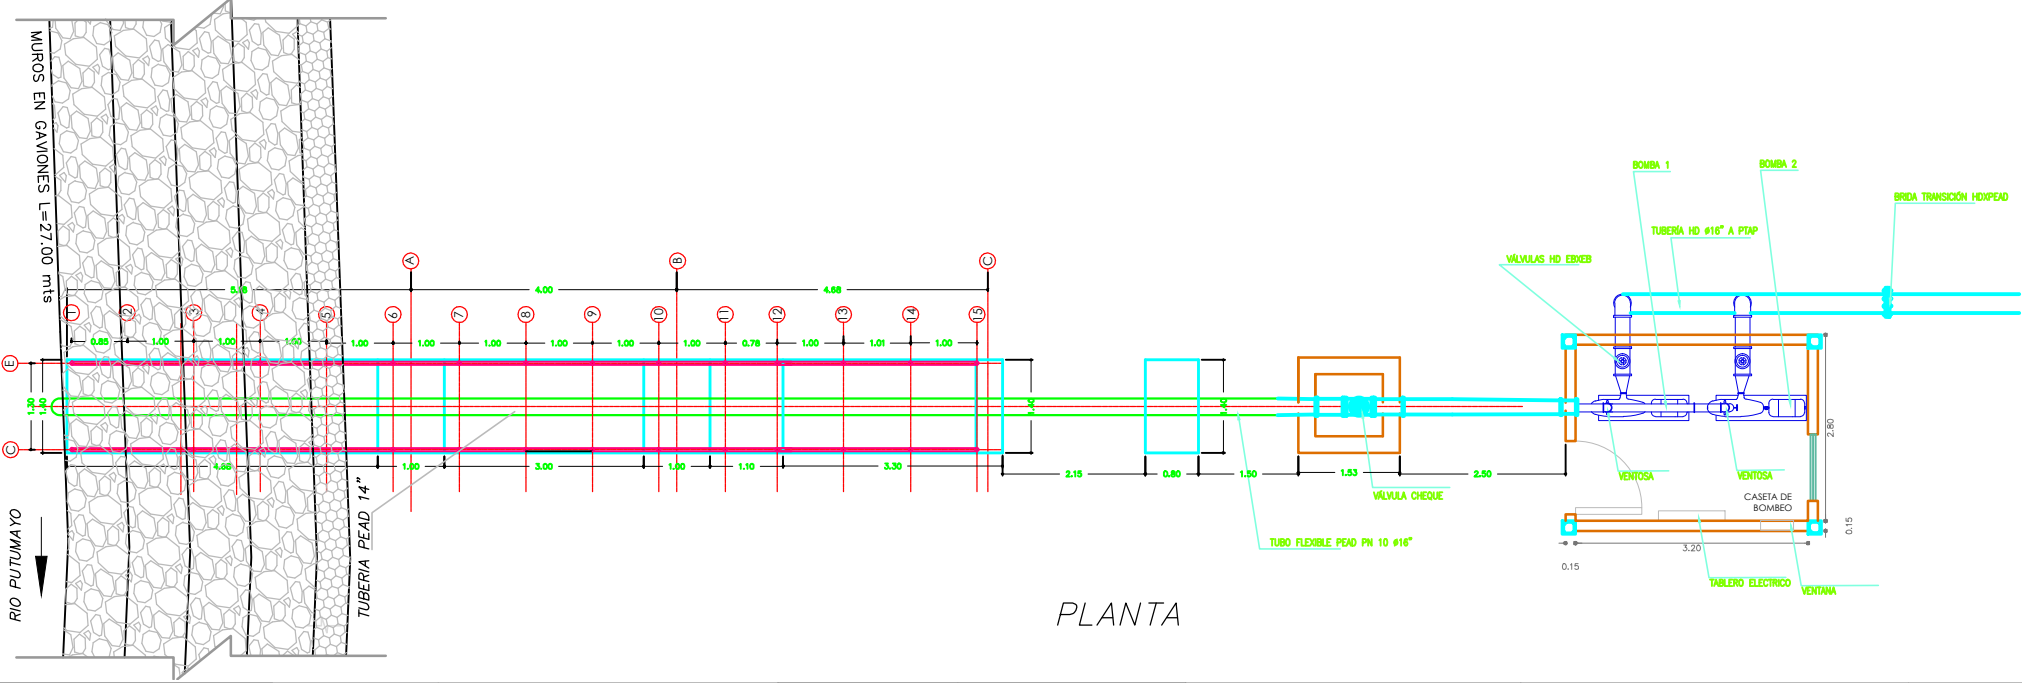 MUROS EN GAVIONES L=27.00 mts
BOMBA 1
BOMBA 2
BRIDA TRANSICIÓN HDXPEAD
TUBERÍA HD ø16" A PTAP
VÁLVULAS HD EBXEB
A
B
C
4.00
4.68
1
2
3
4
5
6
7
8
9
10
11
12
13
14
15
0.85
1.00
1.00
1.00
1.00
1.00
1.00
1.00
1.00
1.00
0.78
1.00
1.01
1.00
E
C
1.30
1.40
1.40
1.40
4.68
1.00
3.00
1.00
1.10
3.30
2.15
0.80
1.50
1.53
2.50
VÁLVULA CHEQUE
TUBO FLEXIBLE PEAD PN 10 ø16"
VENTOSA
VENTOSA
CASETA DE
BOMBEO
2.80
0.15
3.20
0.15
TABLERO ELECTRICO
VENTANA
RIO PUTUMAYO
TUBERIA PEAD 14"
PLANTA